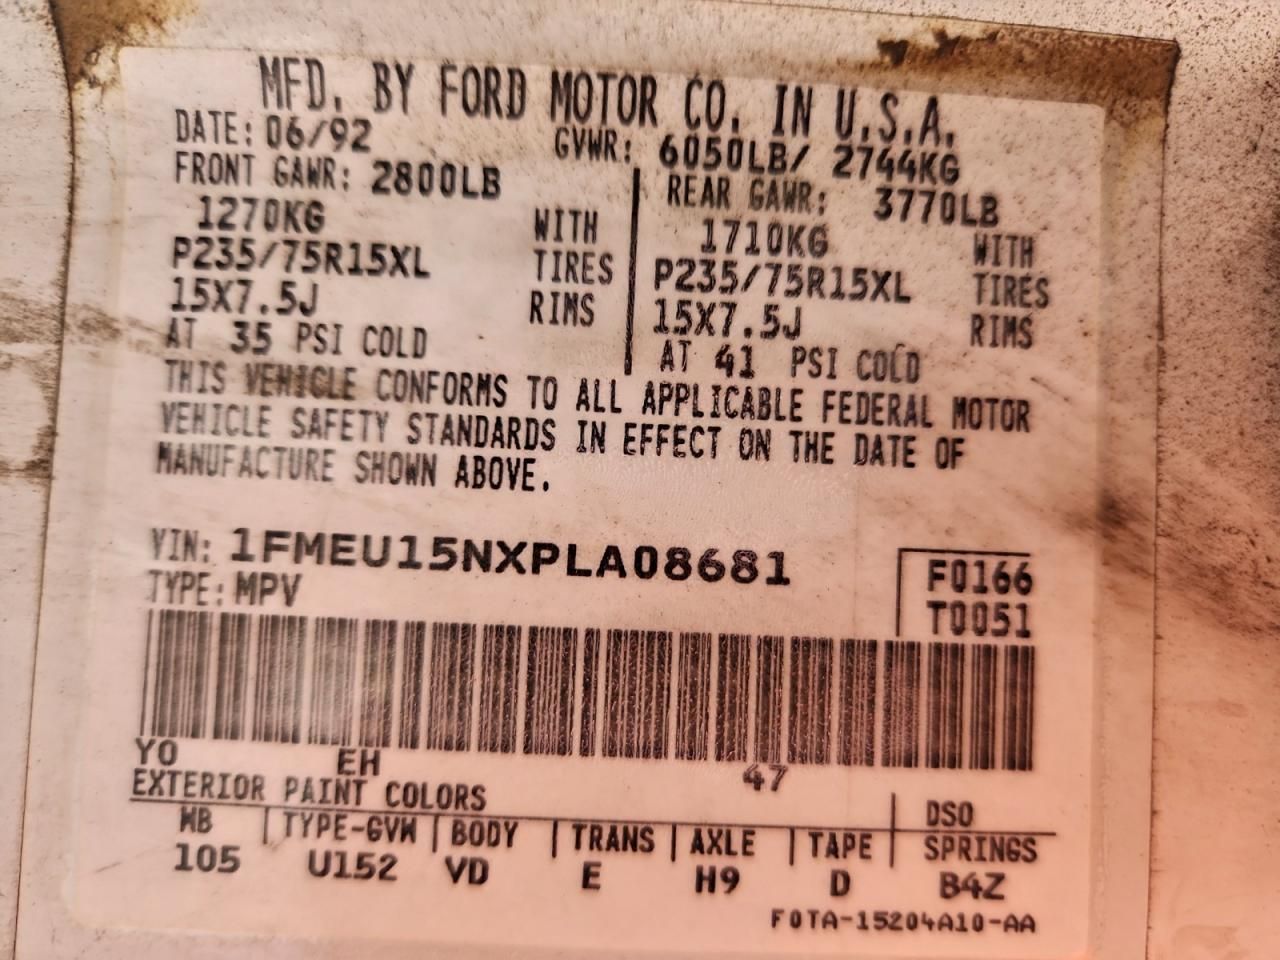 MFD. BY FORD MOTOR CO. IN U.S.A.
DATE: 06/92 GVWR: 6050LB/ 2744KG
FRONT GAWR: 2800LB REAR GAWR: 3770LB
1270KG WITH 1710KG WITH
P235/75R15XL TIRES P235/75R15XL TIRES
15X7.5J RIMS 15X7.5J RIMS
AT 35 PSI COLD AT 41 PSI COLD
THIS VEHICLE CONFORMS TO ALL APPLICABLE FEDERAL MOTOR
VEHICLE SAFETY STANDARDS IN EFFECT ON THE DATE OF
MANUFACTURE SHOWN ABOVE.
VIN: 1FMEU15NXPLA08681 F0166
TYPE: MPV T0051
YO EH 47
EXTERIOR PAINT COLORS DSO
WB TYPE-GVW BODY TRANS AXLE TAPE SPRINGS
105 U152 VD E H9 D B4Z
F0TA-15204A10-AA